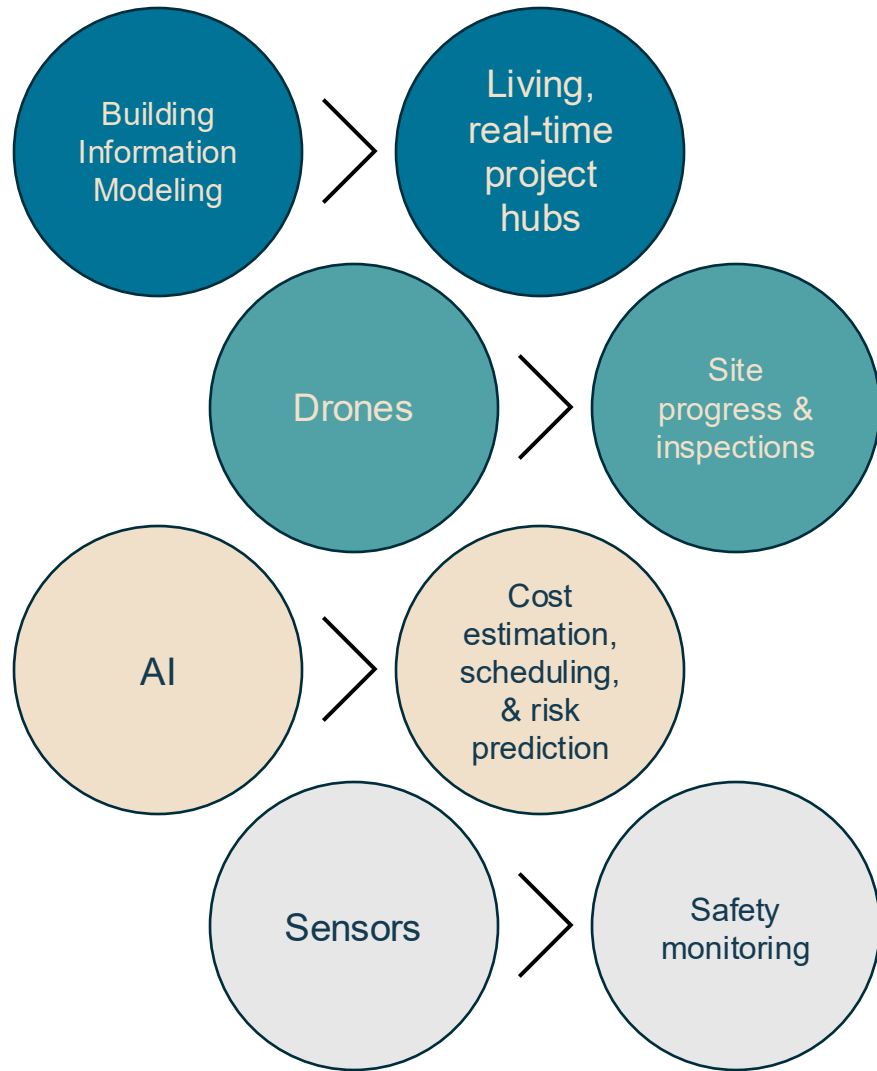 Building
Information
Modeling
Living,
real-time
project
hubs
Drones
Site
progress &
inspections
AI
Cost
estimation,
scheduling,
& risk
prediction
Sensors
Safety
monitoring